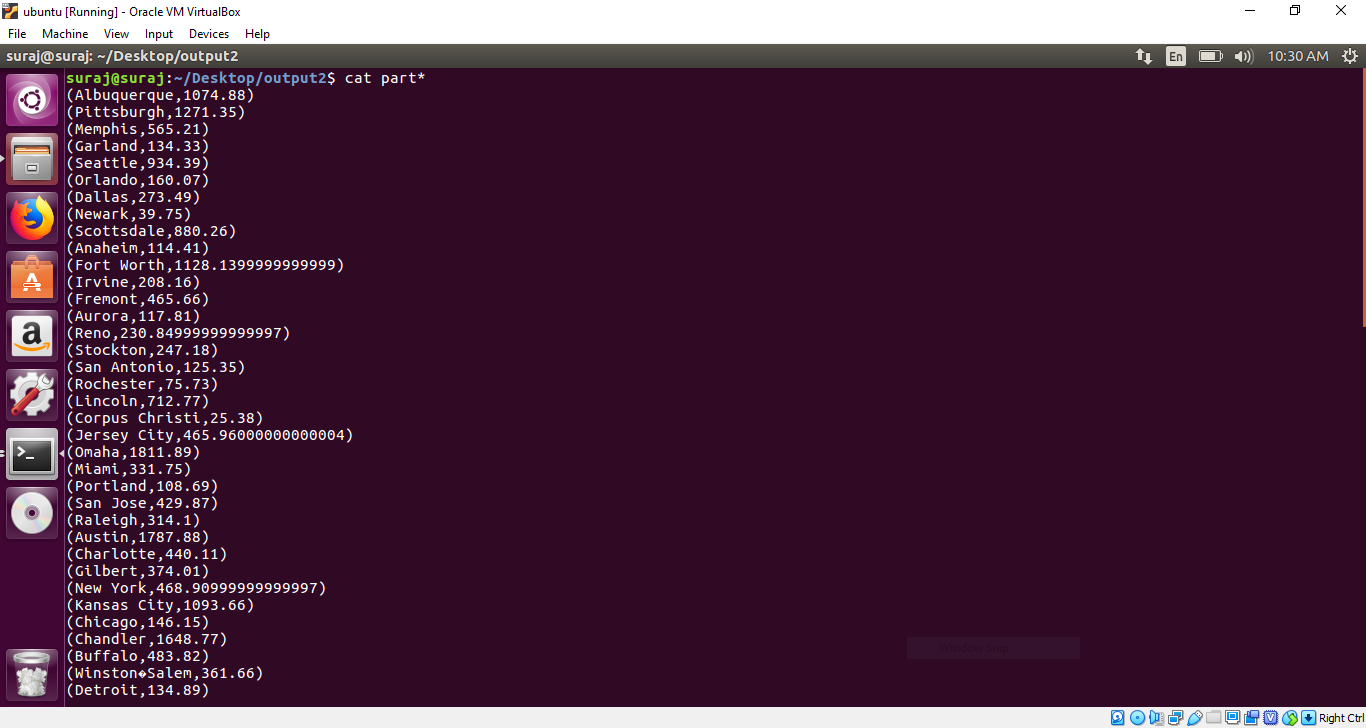 ubuntu [Running] - Oracle VM VirtualBox
File Machine View Input Devices Help
suraj@suraj: ~/Desktop/output2 En 10:30 AM
suraj@suraj:~/Desktop/output2$ cat part*
(Albuquerque,1074.88)
(Pittsburgh,1271.35)
(Memphis,565.21)
(Garland,134.33)
(Seattle,934.39)
(Orlando,160.07)
(Dallas,273.49)
(Newark,39.75)
(Scottsdale,880.26)
(Anaheim,114.41)
(Fort Worth,1128.1399999999999)
(Irvine,208.16)
(Fremont,465.66)
(Aurora,117.81)
(Reno,230.84999999999997)
(Stockton,247.18)
(San Antonio,125.35)
(Rochester,75.73)
(Lincoln,712.77)
(Corpus Christi,25.38)
(Jersey City,465.96000000000004)
(Omaha,1811.89)
(Miami,331.75)
(Portland,108.69)
(San Jose,429.87)
(Raleigh,314.1)
(Austin,1787.88)
(Charlotte,440.11)
(Gilbert,374.01)
(New York,468.90999999999997)
(Kansas City,1093.66)
(Chicago,146.15)
(Chandler,1648.77)
(Buffalo,483.82)
(Winston�Salem,361.66)
(Detroit,134.89)
Window Snip
Right Ctrl